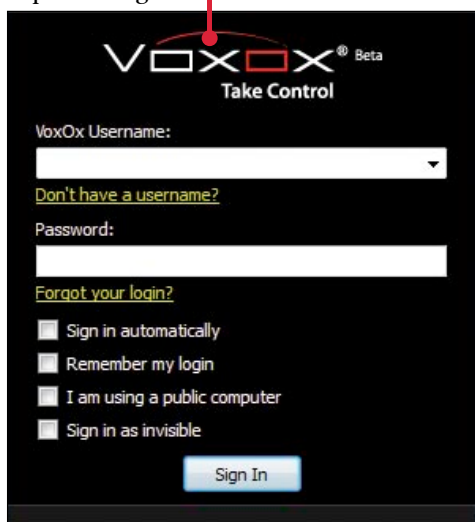 VOXOX® Beta
Take Control
VoxOx Username:
Don't have a username?
Password:
Forgot your login?
Sign in automatically
Remember my login
I am using a public computer
Sign in as invisible
Sign In